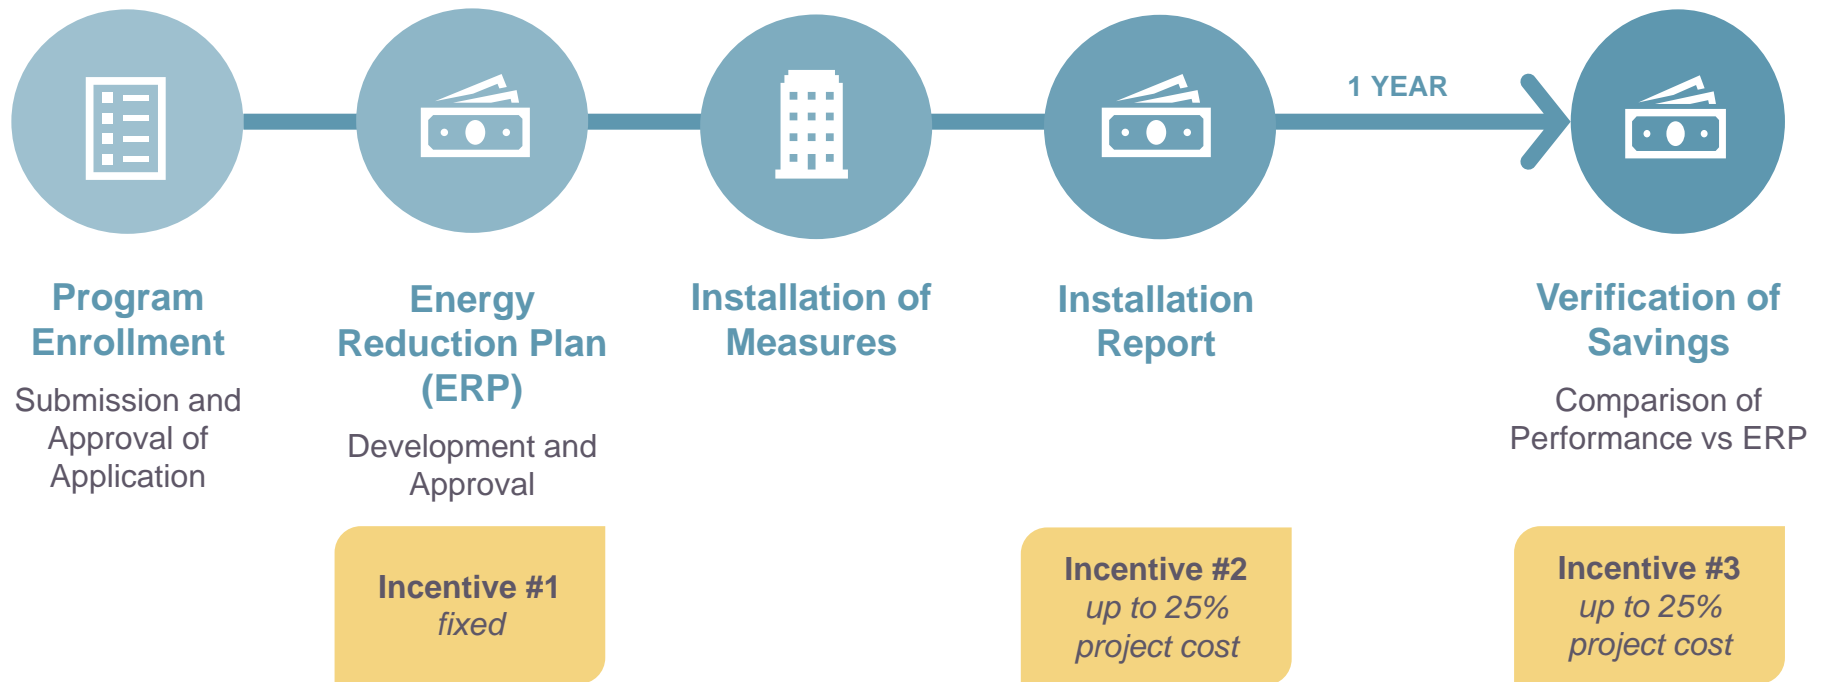 1 YEAR
Program
Enrollment
Submission and
Approval of
Application
Energy
Reduction Plan
(ERP)
Development and
Approval
Incentive #1
fixed
Installation of
Measures
Installation
Report
Incentive #2
up to 25%
project cost
Verification of
Savings
Comparison of
Performance vs ERP
Incentive #3
up to 25%
project cost